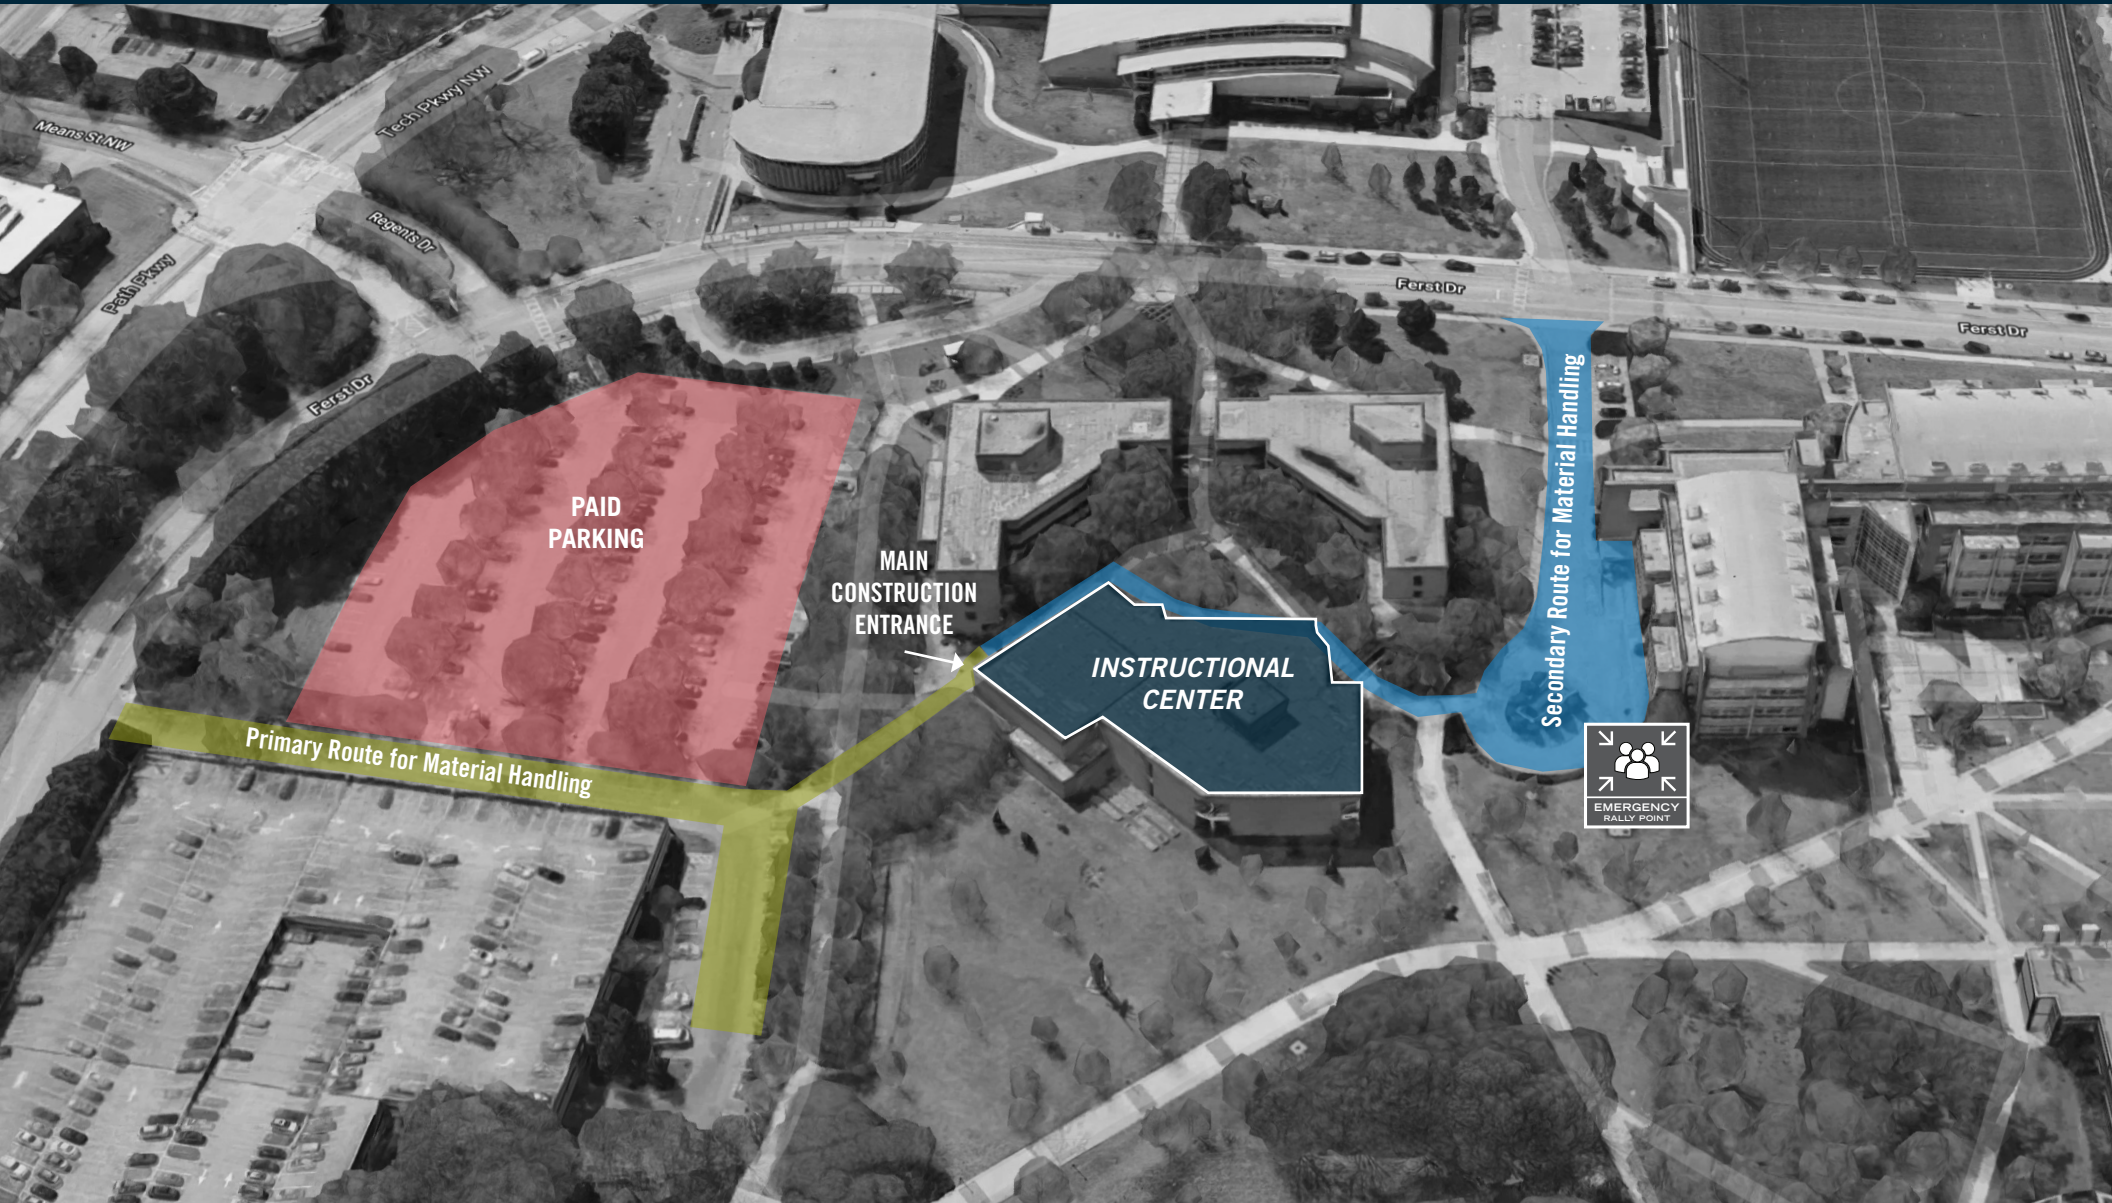 Tech Pkwy NW
Means St NW
Regents Dr
Path Pkwy
Ferst Dr
Ferst Dr
Ferst Dr
PAID
PARKING
MAIN
CONSTRUCTION
ENTRANCE
INSTRUCTIONAL
CENTER
Secondary Route for Material Handling
Primary Route for Material Handling
EMERGENCY
RALLY POINT